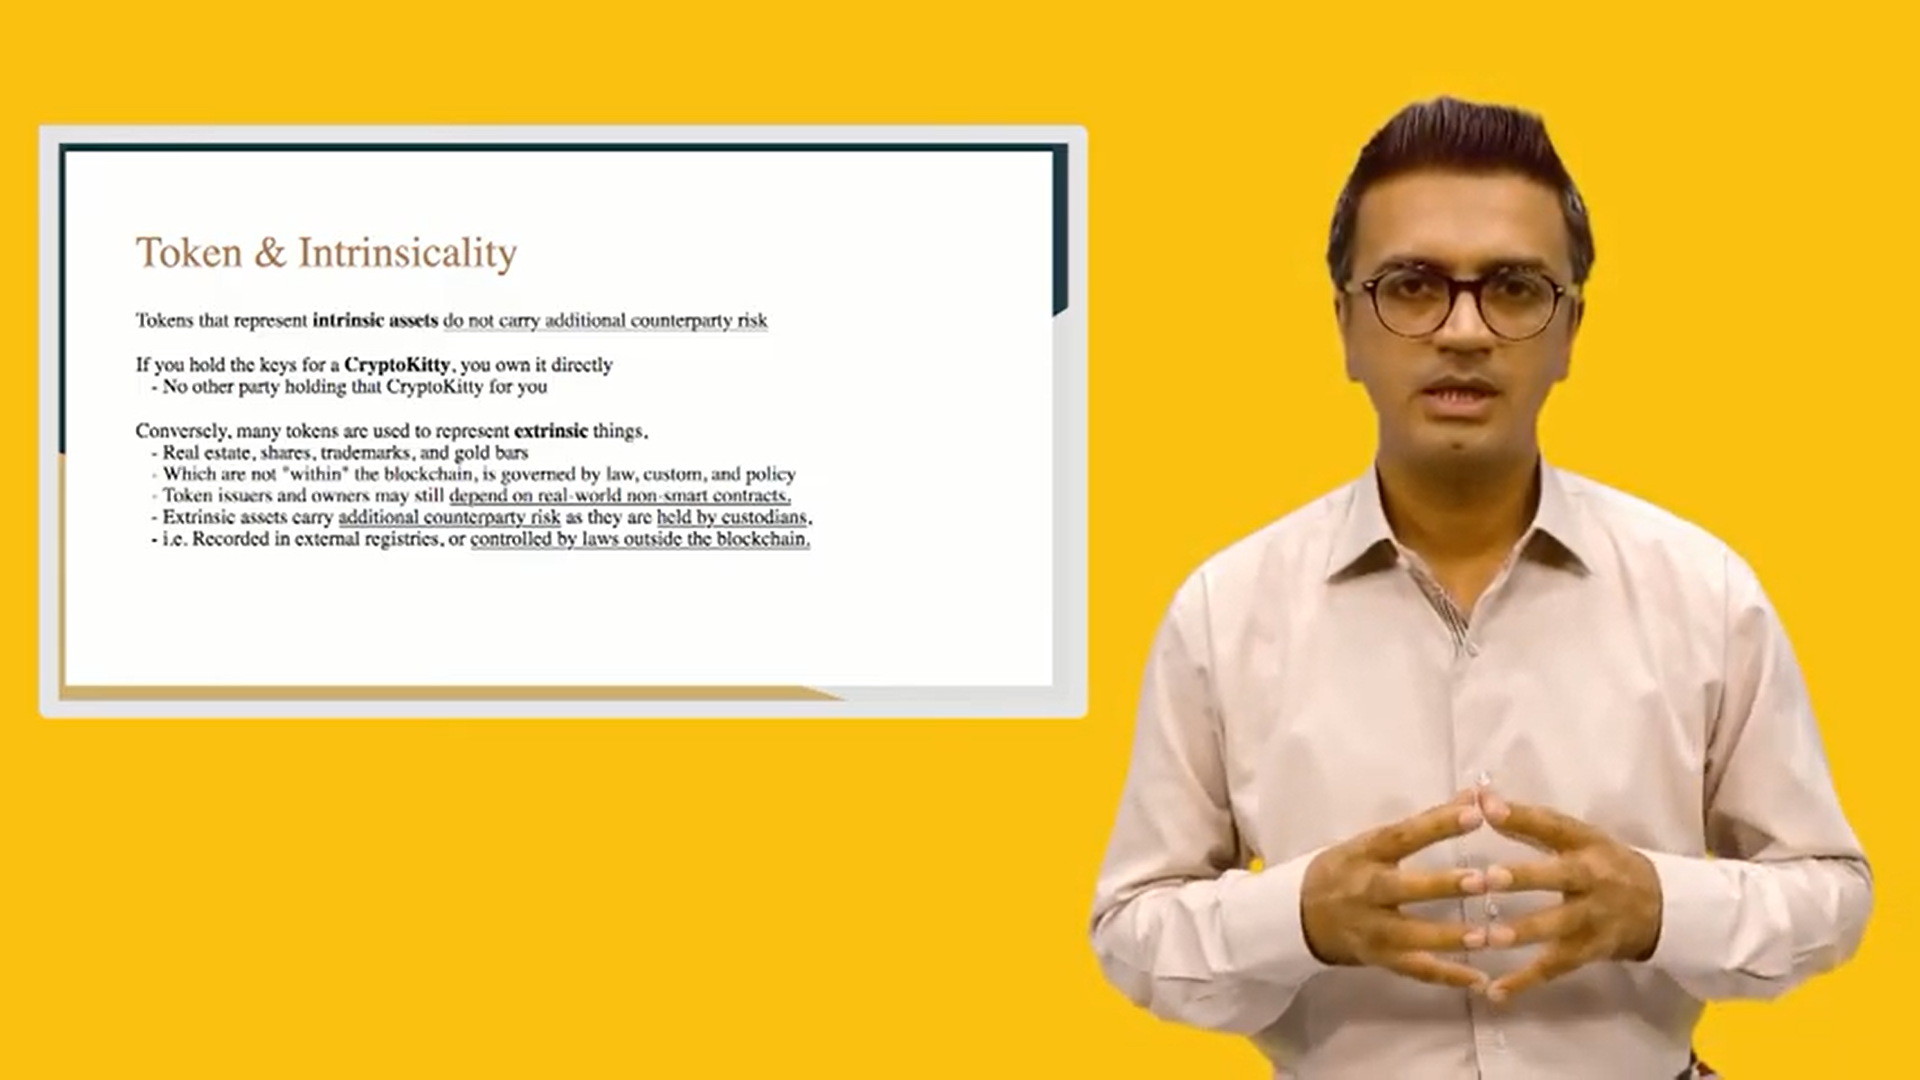 Token & Intrinsicality
Tokens that represent intrinsic assets do not carry additional counterparty risk
If you hold the keys for a CryptoKitty, you own it directly
- No other party holding that CryptoKitty for you
Conversely, many tokens are used to represent extrinsic things,
- Real estate, shares, trademarks, and gold bars
- Which are not "within" the blockchain, is governed by law, custom, and policy
- Token issuers and owners may still depend on real-world non-smart contracts.
- Extrinsic assets carry additional counterparty risk as they are held by custodians,
- i.e. Recorded in external registries, or controlled by laws outside the blockchain.